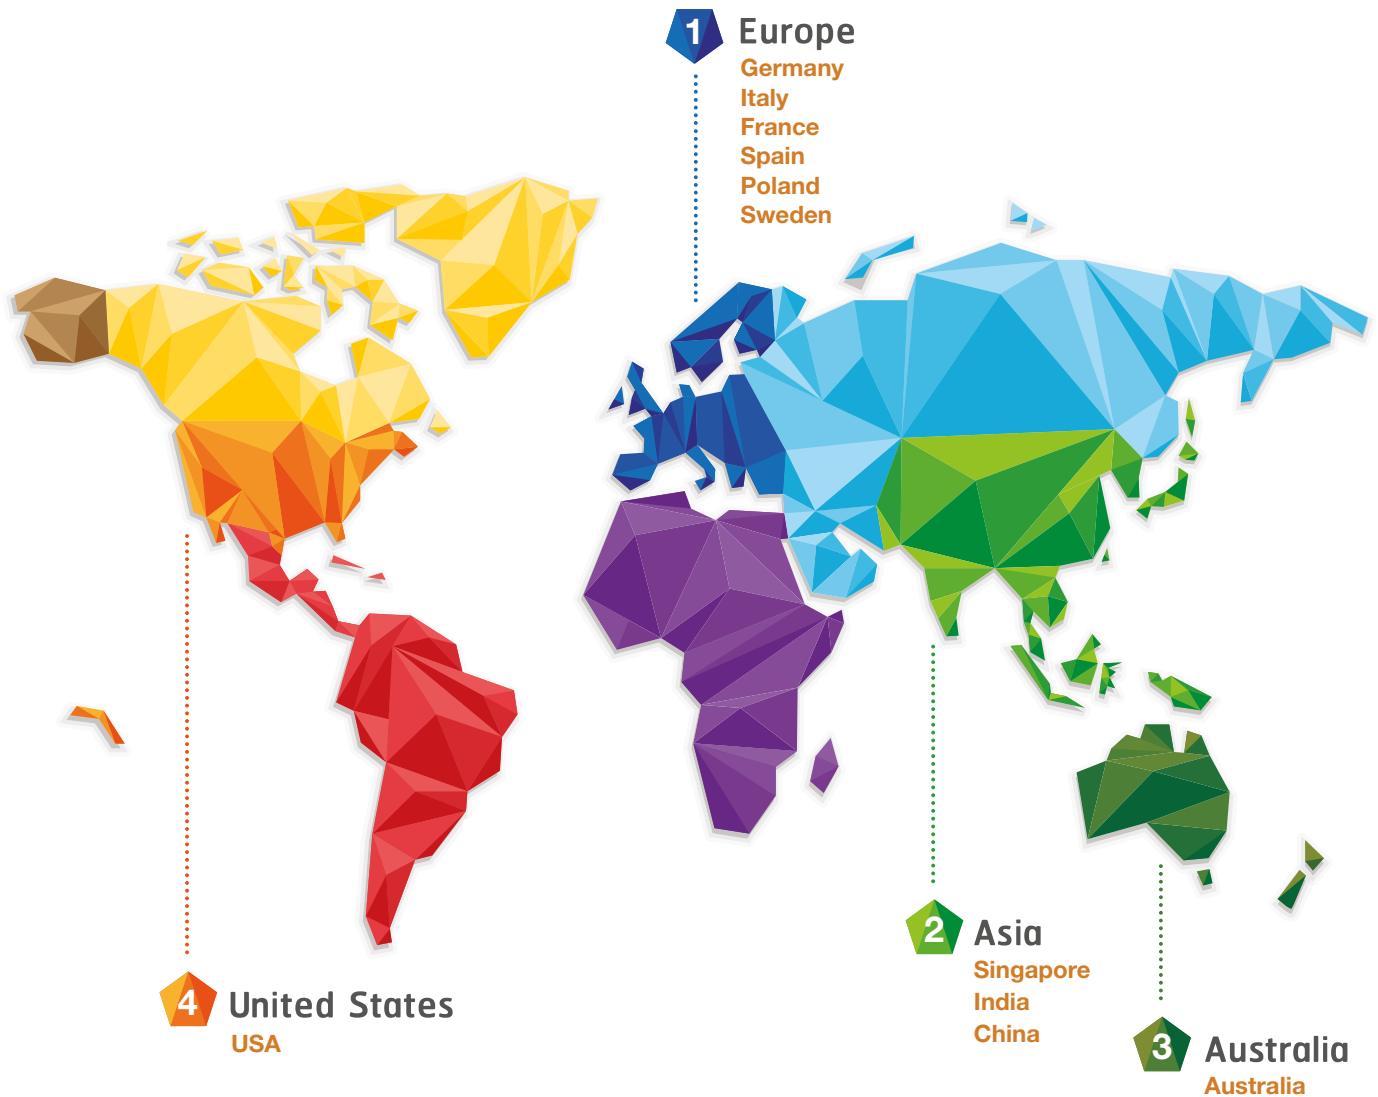 1
Europe
Germany
Italy
France
Spain
Poland
Sweden
2
Asia
Singapore
India
China
4
United States
USA
3
Australia
Australia